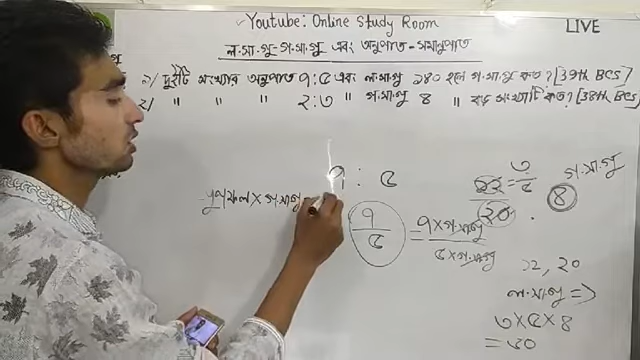 Youtube: Online Study Room
LIVE
ল.সা.গু-গ.সা.গু এবং অনুপাত-সমানুপাত
১/ দুইটি সংখ্যার অনুপাত ৭:৫ এবং ল.সা.গু ১৪০ হলে গ.সা.গু কত? [39th BCS]
২/ " " " ২:৩ " গ.সা.গু ৪ " বড় সংখ্যাটি কত? [38th BCS]
৭ : ৫
১২/২০ = ৩/৫
গ.সা.গু
৪
গুণফল × গ.সা.গু =
৭/৫ = ৭×গ.সা.গু/৫×গ.সা.গু
১২, ২০
ল.সা.গু =>
৩×৫×৪
= ৬০